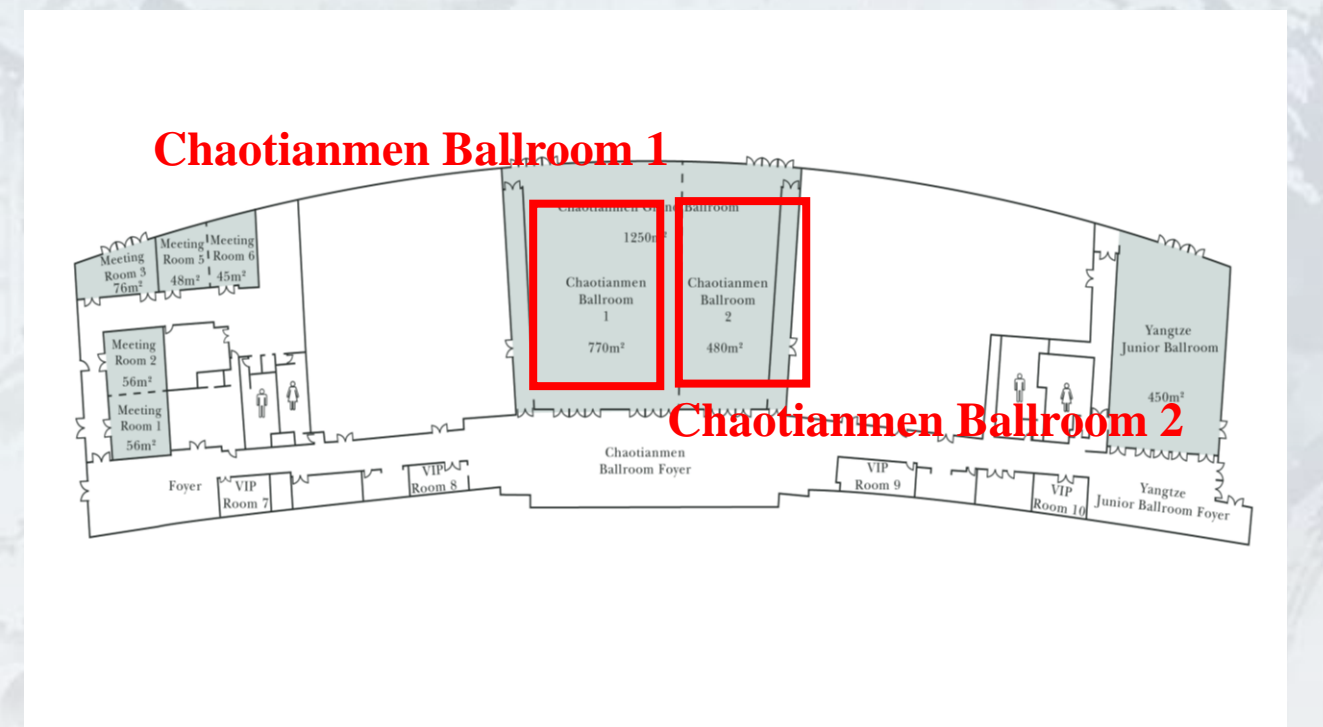 Chaotianmen Ballroom 1
Chaotianmen Grand Ballroom
1250m²
Chaotianmen
Ballroom
1
770m²
Chaotianmen
Ballroom
2
480m²
Chaotianmen Ballroom 2
Meeting
Room 3
76m²
Meeting
Room 5
48m²
Meeting
Room 6
45m²
Meeting
Room 2
56m²
Meeting
Room 1
56m²
Yangtze
Junior Ballroom
450m²
Chaotianmen
Ballroom Foyer
Foyer
VIP
Room 7
VIP
Room 8
VIP
Room 9
VIP
Room 10
Yangtze
Junior Ballroom Foyer